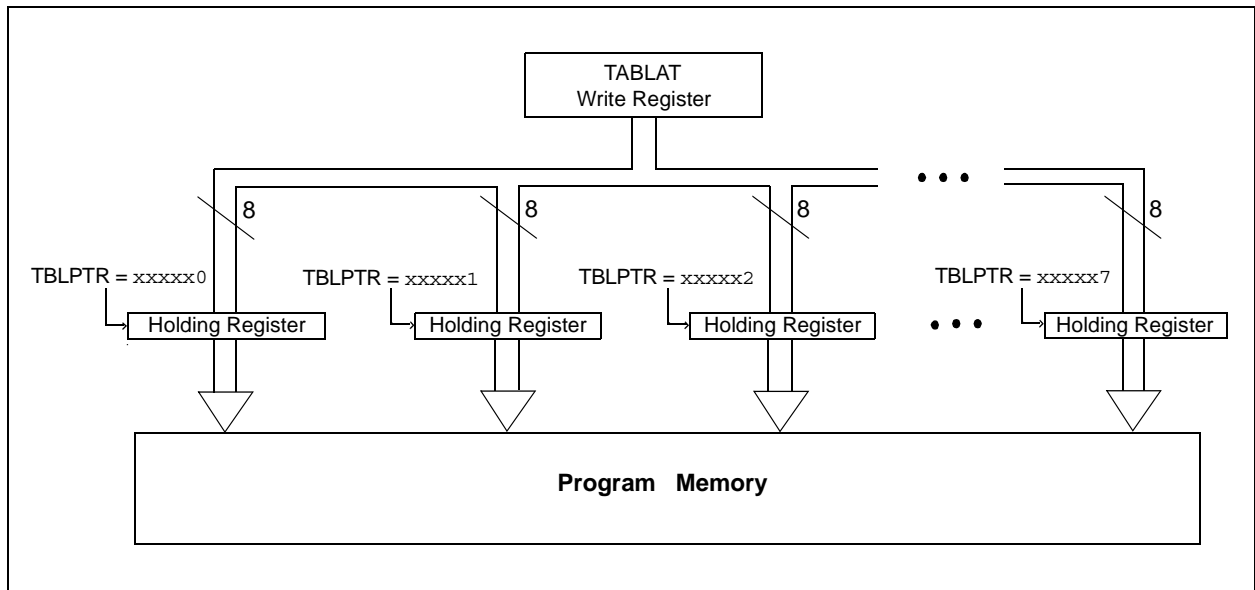 TABLAT
Write Register
8
8
8
8
TBLPTR = xxxxx0
TBLPTR = xxxxx1
TBLPTR = xxxxx2
TBLPTR = xxxxx7
Holding Register
Holding Register
Holding Register
Holding Register
Program Memory